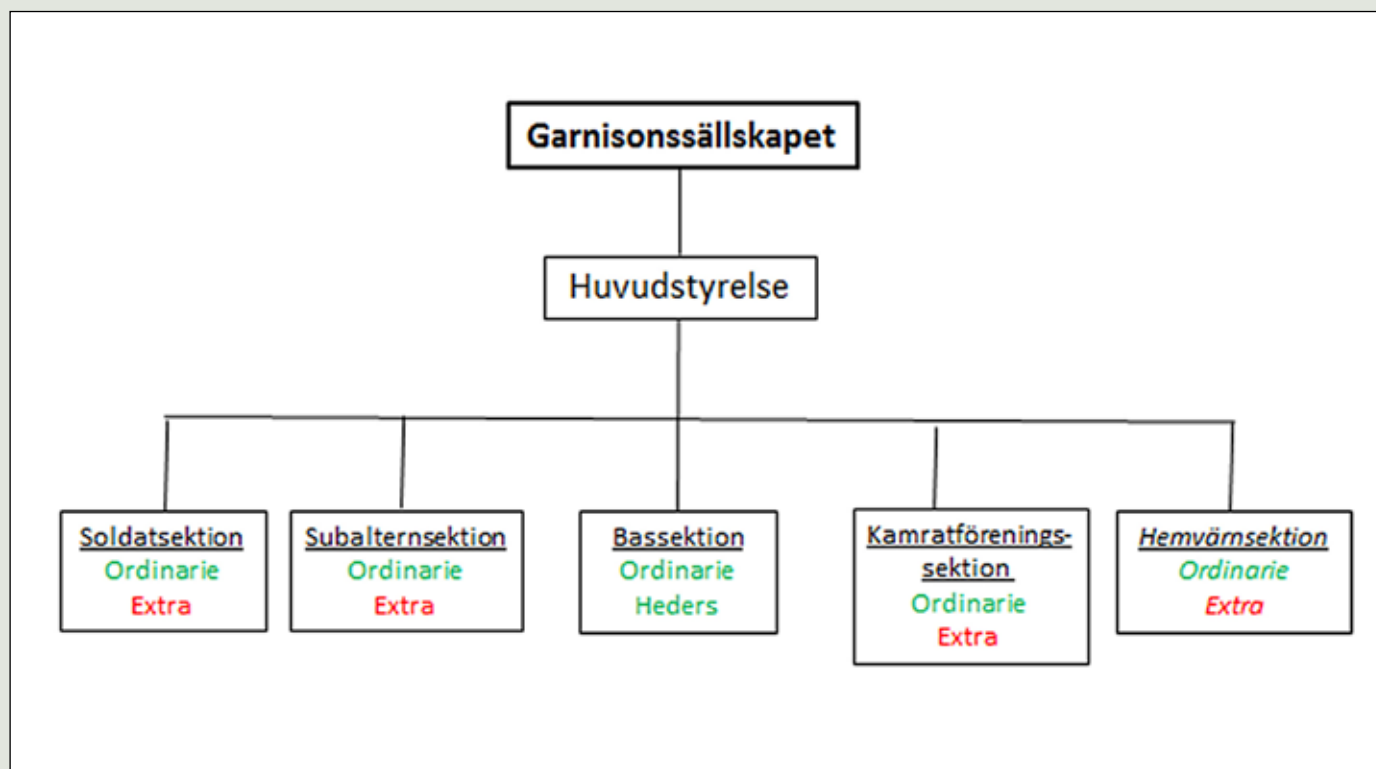 Garnisonssällskapet
Huvudstyrelse
Soldatsektion
Ordinarie
Extra
Subalternsektion
Ordinarie
Extra
Bassektion
Ordinarie
Heders
Kamratförenings-
sektion
Ordinarie
Extra
Hemvärnsektion
Ordinarie
Extra